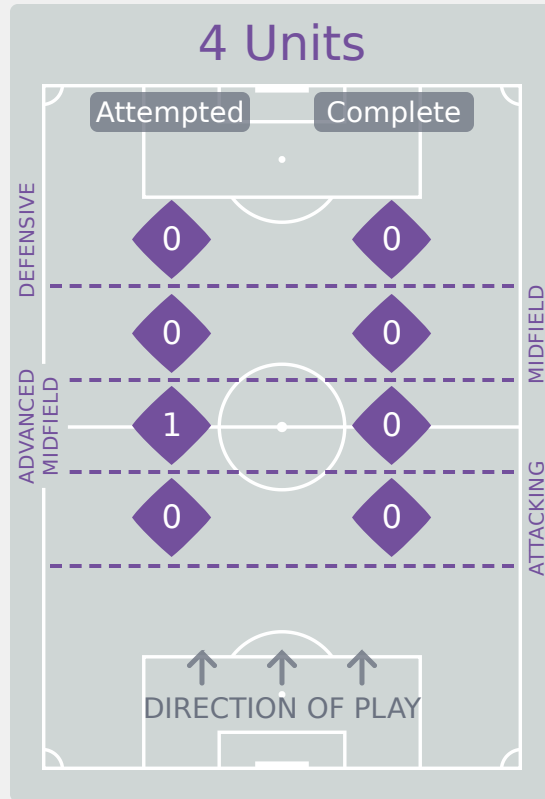 4 Units
Attempted Complete
DEFENSIVE
0 0
MIDFIELD
0 0
ADVANCED
MIDFIELD
1 0
ATTACKING
0 0
DIRECTION OF PLAY